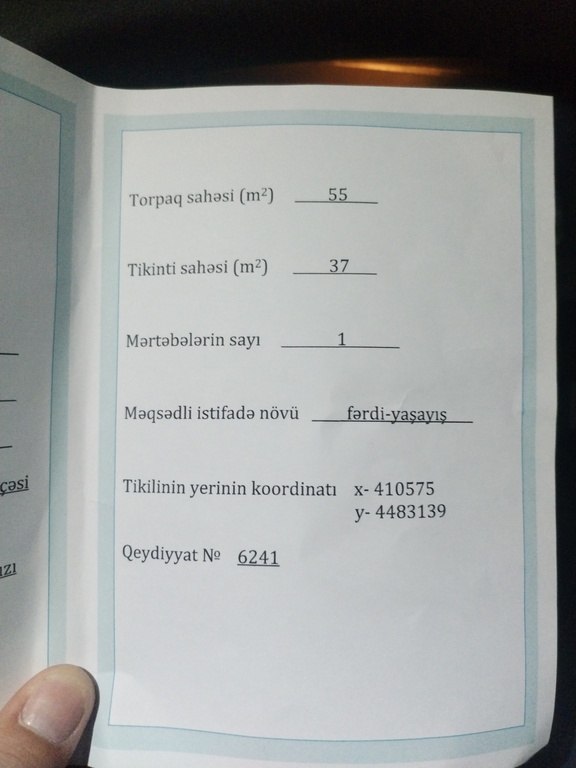 Torpaq sahəsi (m²) 55
Tikinti sahəsi (m²) 37
Mərtəbələrin sayı 1
Məqsədli istifadə növü fərdi-yaşayış
Tikilinin yerinin koordinatı x- 410575
y- 4483139
Qeydiyyat № 6241